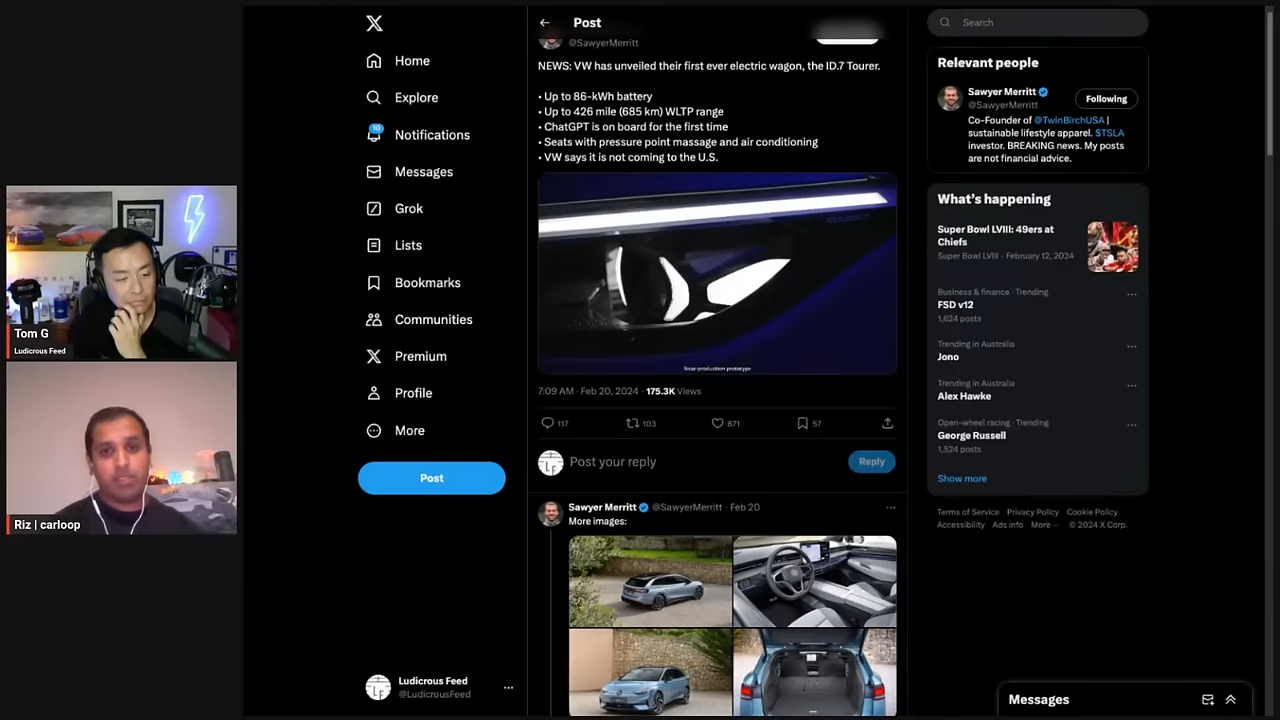 Tom G
Ludicrous Feed
Riz | carloop
Home
Explore
10
Notifications
Messages
Grok
Lists
Bookmarks
Communities
Premium
Profile
More
Post
Ludicrous Feed
@LudicrousFeed
Post
@SawyerMerritt
NEWS: VW has unveiled their first ever electric wagon, the ID.7 Tourer.
• Up to 86-kWh battery
• Up to 426 mile (685 km) WLTP range
• ChatGPT is on board for the first time
• Seats with pressure point massage and air conditioning
• VW says it is not coming to the U.S.
Near-production prototype
7:09 AM · Feb 20, 2024 · 175.3K Views
117
103
871
57
Post your reply
Reply
Sawyer Merritt @SawyerMerritt · Feb 20
More images:
Search
Relevant people
Sawyer Merritt
@SawyerMerritt
Following
Co-Founder of @TwinBirchUSA |
sustainable lifestyle apparel. $TSLA
investor. BREAKING news. My posts
are not financial advice.
What's happening
Super Bowl LVIII: 49ers at
Chiefs
Super Bowl LVIII · February 12, 2024
Business & finance · Trending
FSD v12
1,624 posts
Trending in Australia
Jono
Trending in Australia
Alex Hawke
Open-wheel racing · Trending
George Russell
1,524 posts
Show more
Terms of Service Privacy Policy Cookie Policy
Accessibility Ads info More ··· © 2024 X Corp.
Messages